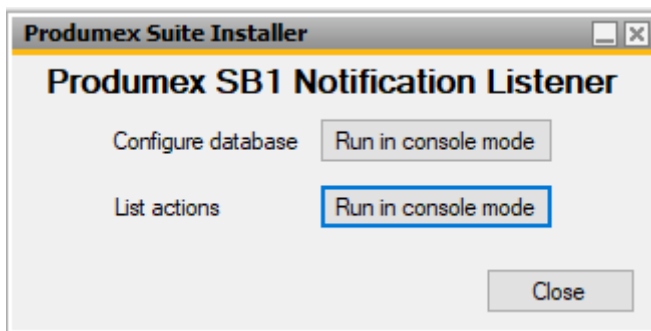 Produmex Suite Installer
Produmex SB1 Notification Listener
Configure database Run in console mode
List actions Run in console mode
Close